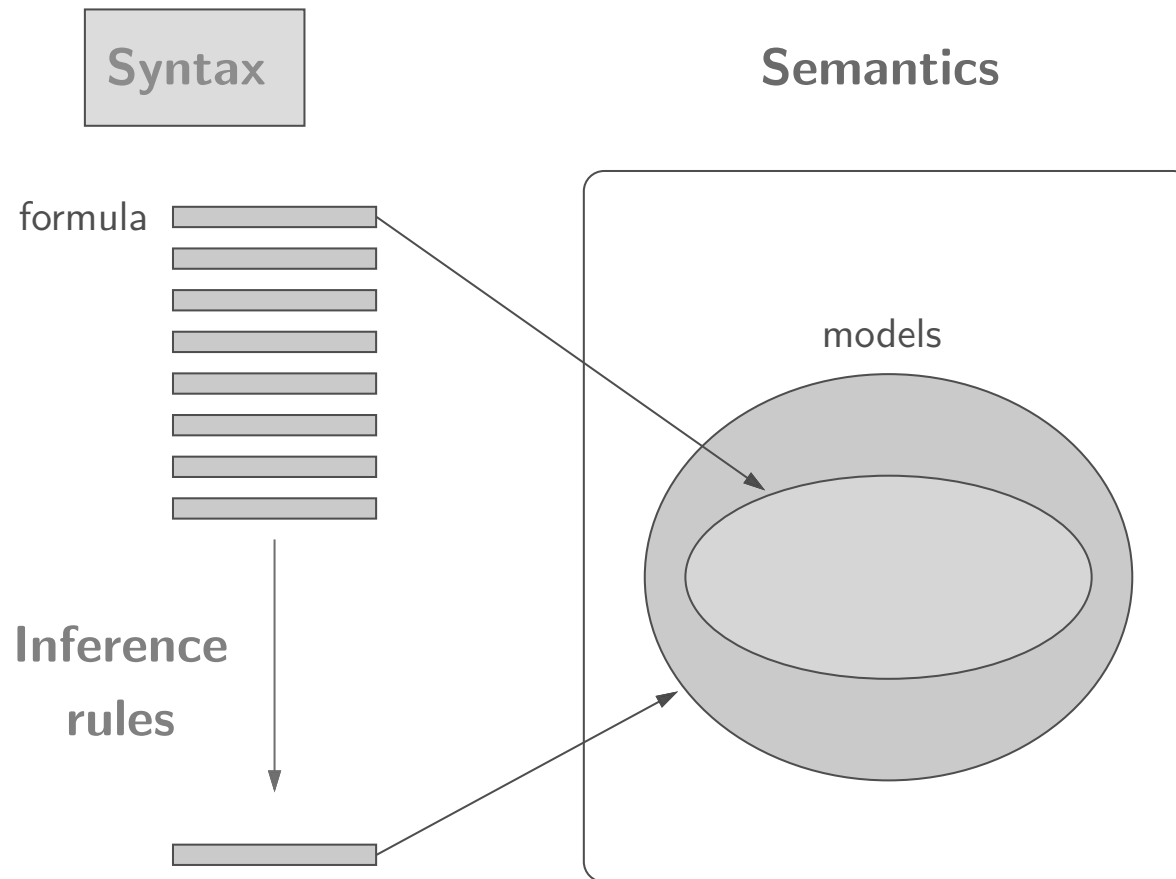 Syntax
Semantics
formula
models
Inference
rules